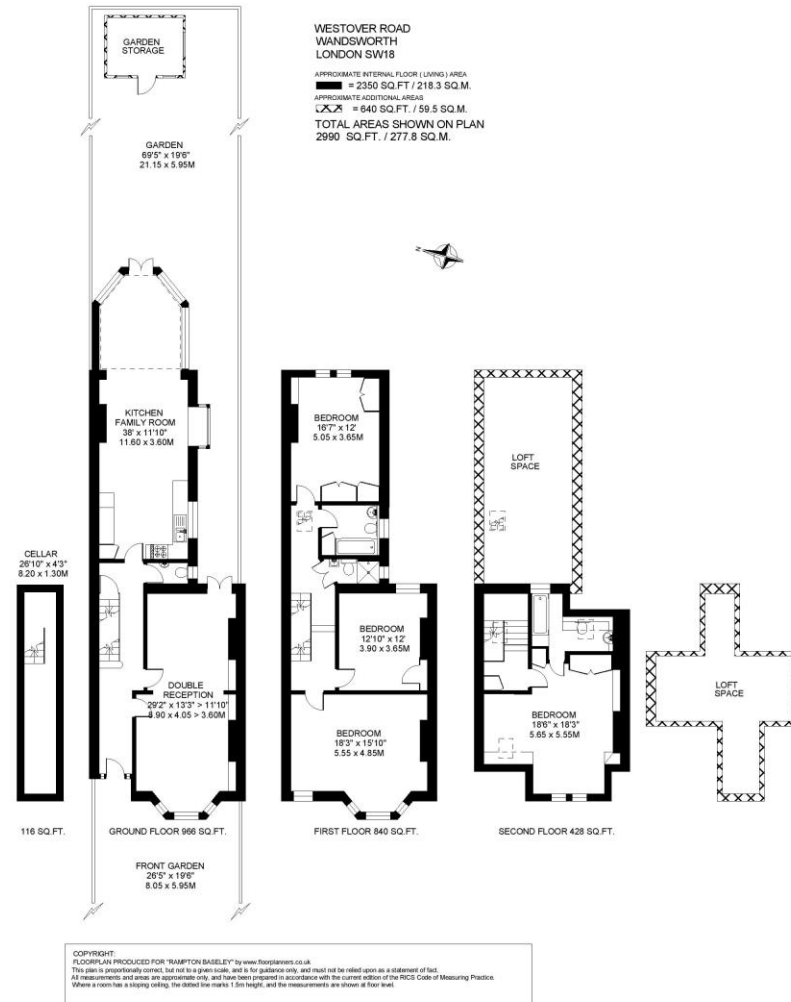 WESTOVER ROAD
WANDSWORTH
LONDON SW18
APPROXIMATE INTERNAL FLOOR ( LIVING ) AREA
= 2350 SQ.FT / 218.3 SQ.M.
APPROXIMATE ADDITIONAL AREAS
= 640 SQ.FT. / 59.5 SQ.M.
TOTAL AREAS SHOWN ON PLAN
2990 SQ.FT. / 277.8 SQ.M.
GARDEN
STORAGE
GARDEN
69'5" x 19'6"
21.15 x 5.95M
N
KITCHEN
FAMILY ROOM
38' x 11'10"
11.60 x 3.60M
CELLAR
26'10" x 4'3"
8.20 x 1.30M
DOUBLE
RECEPTION
29'2" x 13'3" > 11'10"
8.90 x 4.05 > 3.60M
BEDROOM
16'7" x 12'
5.05 x 3.65M
BEDROOM
12'10" x 12'
3.90 x 3.65M
BEDROOM
18'3" x 15'10"
5.55 x 4.85M
LOFT
SPACE
BEDROOM
18'6" x 18'3"
5.65 x 5.55M
LOFT
SPACE
116 SQ.FT.
GROUND FLOOR 966 SQ.FT.
FIRST FLOOR 840 SQ.FT.
SECOND FLOOR 428 SQ.FT.
FRONT GARDEN
26'5" x 19'6"
8.05 x 5.95M
COPYRIGHT:
FLOORPLAN PRODUCED FOR "RAMPTON BASELEY" by www.floorplanners.co.uk
This plan is proportionally correct, but not to a given scale, and is for guidance only, and must not be relied upon as a statement of fact.
All measurements and areas are approximate only, and have been prepared in accordance with the current edition of the RICS Code of Measuring Practice.
Where a room has a sloping ceiling, the dotted line marks 1.5m height, and the measurements are shown at floor level.